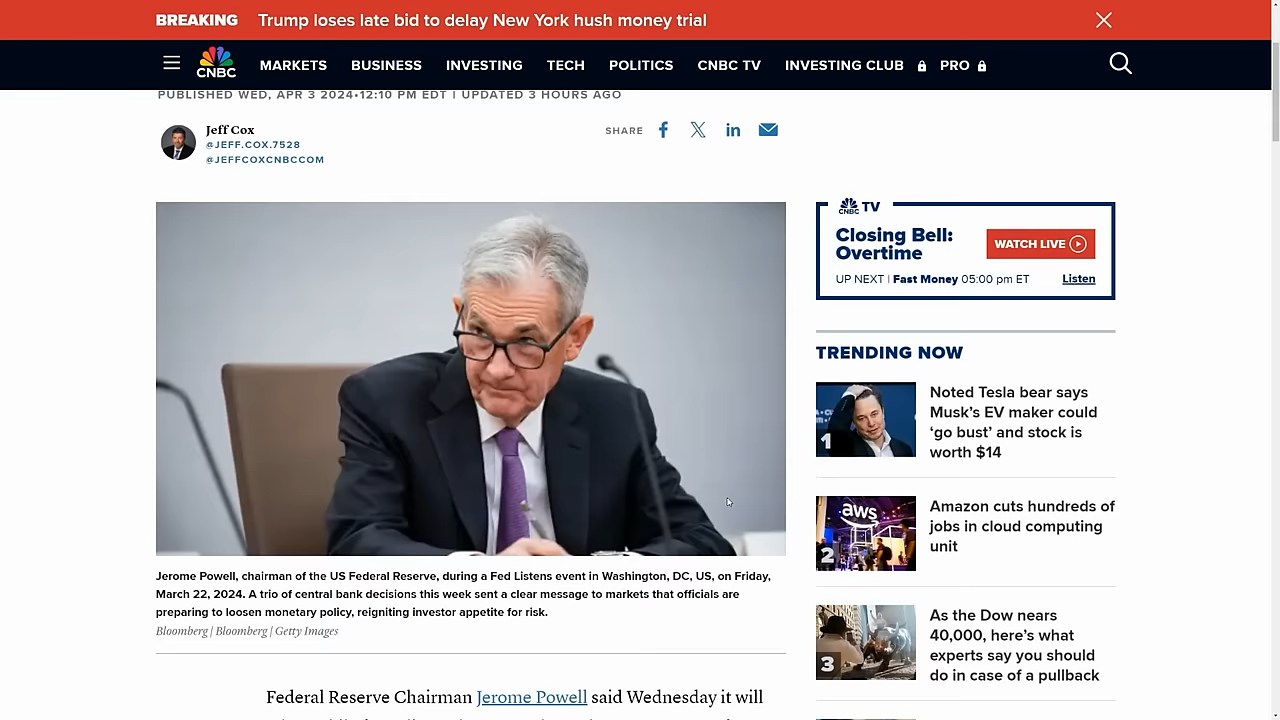 BREAKING Trump loses late bid to delay New York hush money trial
CNBC MARKETS BUSINESS INVESTING TECH POLITICS CNBC TV INVESTING CLUB PRO
PUBLISHED WED, APR 3 2024•12:10 PM EDT | UPDATED 3 HOURS AGO
Jeff Cox
@JEFF.COX.7528
@JEFFCOXCNBCCOM
SHARE
CNBC TV
Closing Bell:
Overtime
WATCH LIVE
UP NEXT | Fast Money 05:00 pm ET
Listen
TRENDING NOW
1
Noted Tesla bear says
Musk’s EV maker could
‘go bust’ and stock is
worth $14
aws
2
Amazon cuts hundreds of
jobs in cloud computing
unit
3
As the Dow nears
40,000, here’s what
experts say you should
do in case of a pullback
Jerome Powell, chairman of the US Federal Reserve, during a Fed Listens event in Washington, DC, US, on Friday,
March 22, 2024. A trio of central bank decisions this week sent a clear message to markets that officials are
preparing to loosen monetary policy, reigniting investor appetite for risk.
Bloomberg | Bloomberg | Getty Images
Federal Reserve Chairman Jerome Powell said Wednesday it will